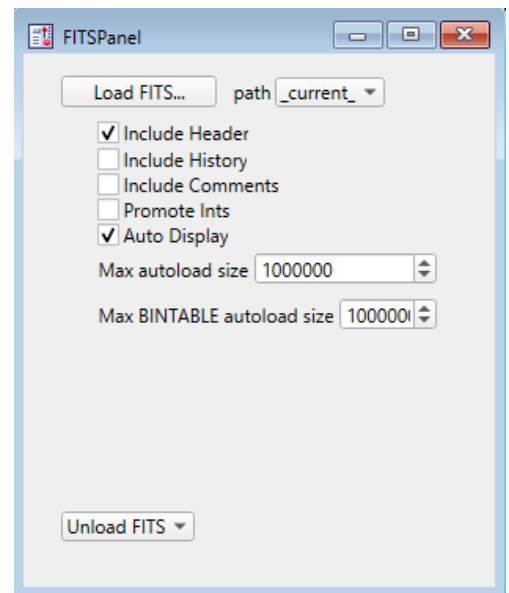 FITSPanel
Load FITS... path _current_
Include Header
Include History
Include Comments
Promote Ints
Auto Display
Max autoload size 1000000
Max BINTABLE autoload size
Unload FITS